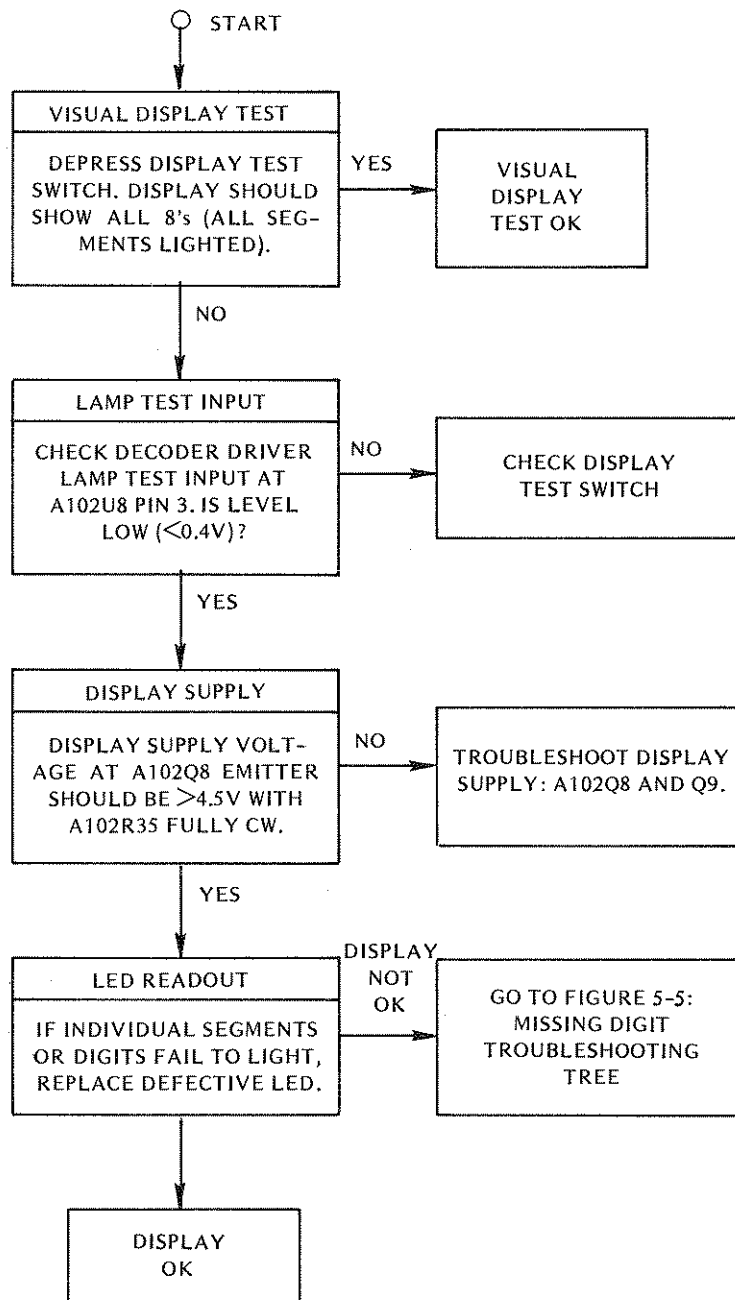 START
VISUAL DISPLAY TEST
DEPRESS DISPLAY TEST
SWITCH. DISPLAY SHOULD
SHOW ALL 8's (ALL SEG-
MENTS LIGHTED).
YES
VISUAL
DISPLAY
TEST OK
NO
LAMP TEST INPUT
CHECK DECODER DRIVER
LAMP TEST INPUT AT
A102U8 PIN 3. IS LEVEL
LOW (<0.4V)?
NO
CHECK DISPLAY
TEST SWITCH
YES
DISPLAY SUPPLY
DISPLAY SUPPLY VOLT-
AGE AT A102Q8 EMITTER
SHOULD BE >4.5V WITH
A102R35 FULLY CW.
NO
TROUBLESHOOT DISPLAY
SUPPLY: A102Q8 AND Q9.
YES
LED READOUT
IF INDIVIDUAL SEGMENTS
OR DIGITS FAIL TO LIGHT,
REPLACE DEFECTIVE LED.
DISPLAY
NOT
OK
GO TO FIGURE 5-5:
MISSING DIGIT
TROUBLESHOOTING
TREE
DISPLAY
OK